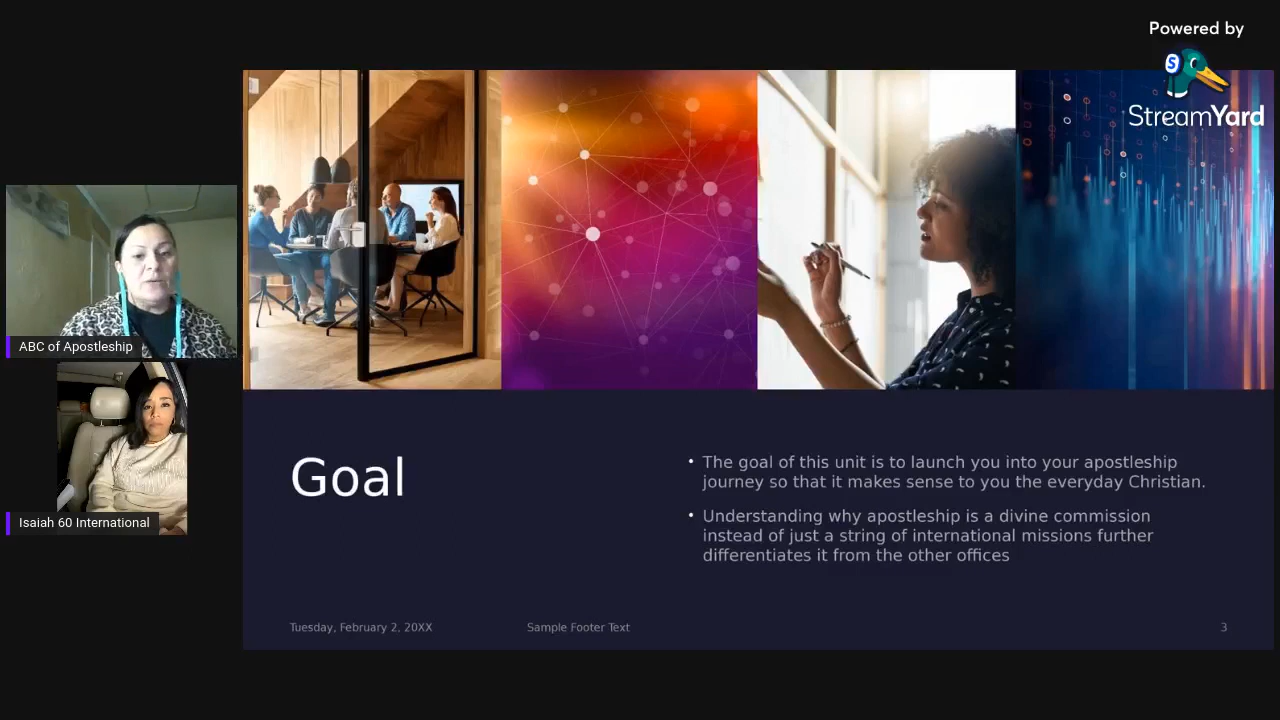 Powered by
StreamYard
ABC of Apostleship
Isaiah 60 International
Goal
• The goal of this unit is to launch you into your apostleship
journey so that it makes sense to you the everyday Christian.
• Understanding why apostleship is a divine commission
instead of just a string of international missions further
differentiates it from the other offices
Tuesday, February 2, 20XX
Sample Footer Text
3